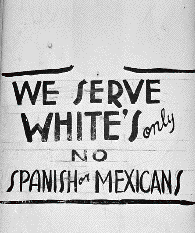 WE SERVE
WHITE'S only
NO
SPANISH or MEXICANS